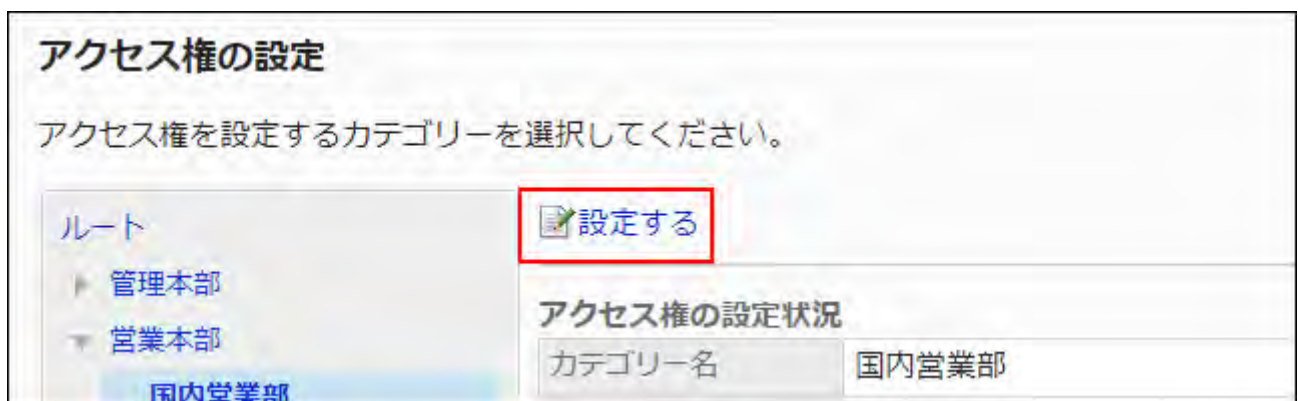 アクセス権の設定
アクセス権を設定するカテゴリーを選択してください。
ルート
管理本部
営業本部
国内営業部
設定する
アクセス権の設定状況
カテゴリー名 国内営業部